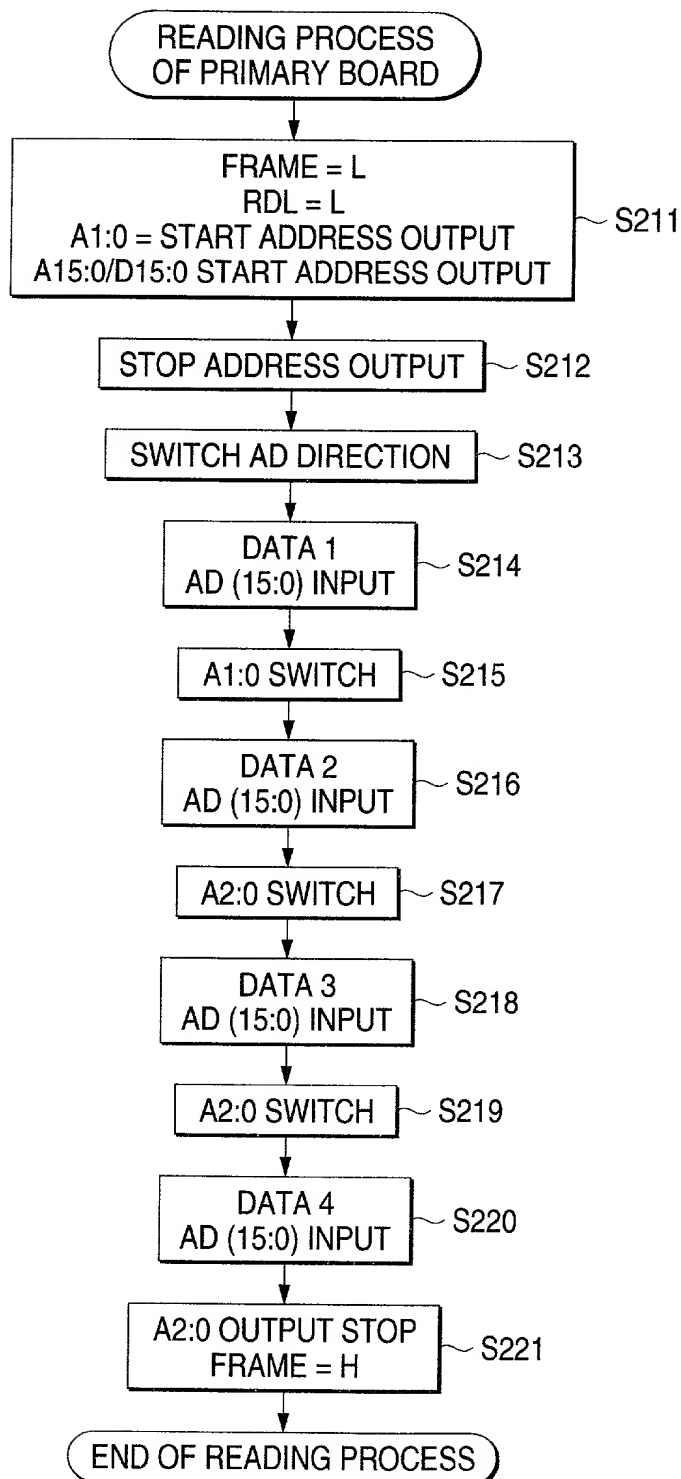 READING PROCESS
OF PRIMARY BOARD
FRAME = L
RDL = L
A1:0 = START ADDRESS OUTPUT
A15:0/D15:0 START ADDRESS OUTPUT
S211
STOP ADDRESS OUTPUT
S212
SWITCH AD DIRECTION
S213
DATA 1
AD (15:0) INPUT
S214
A1:0 SWITCH
S215
DATA 2
AD (15:0) INPUT
S216
A2:0 SWITCH
S217
DATA 3
AD (15:0) INPUT
S218
A2:0 SWITCH
S219
DATA 4
AD (15:0) INPUT
S220
A2:0 OUTPUT STOP
FRAME = H
S221
END OF READING PROCESS